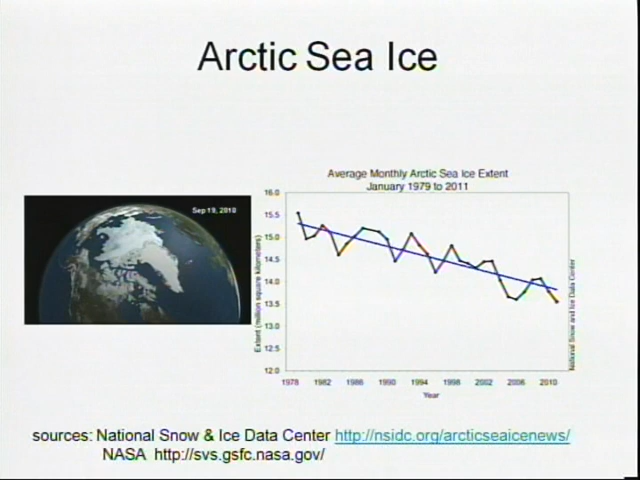 Arctic Sea Ice
Sep 19, 2010
Average Monthly Arctic Sea Ice Extent
January 1979 to 2011
Extent (million square kilometers)
16.0
15.5
15.0
14.5
14.0
13.5
13.0
12.5
12.0
1978 1982 1986 1990 1994 1998 2002 2006 2010
Year
National Snow and Ice Data Center
sources: National Snow & Ice Data Center http://nsidc.org/arcticseaicenews/
NASA http://svs.gsfc.nasa.gov/